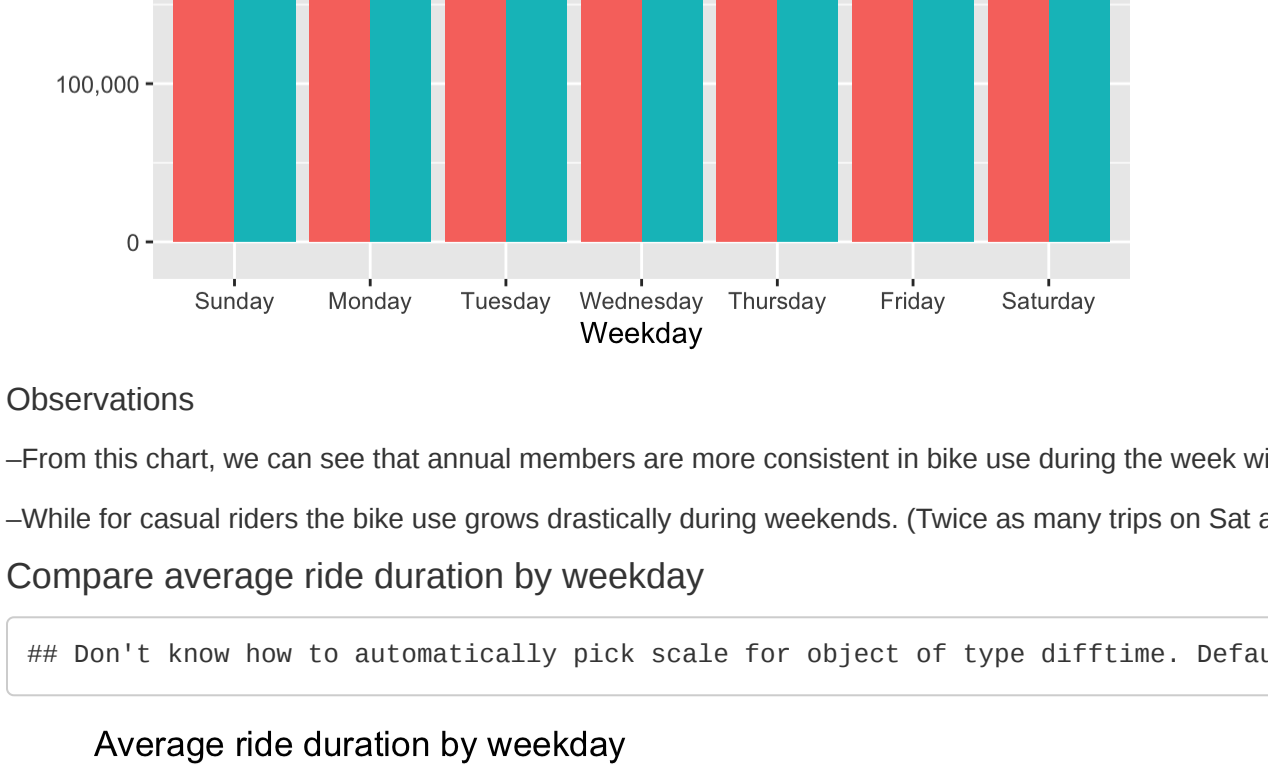 100,000
0
Sunday Monday Tuesday Wednesday Thursday Friday Saturday
Weekday
Observations
–From this chart, we can see that annual members are more consistent in bike use during the week
–While for casual riders the bike use grows drastically during weekends. (Twice as many trips on Sat
Compare average ride duration by weekday
## Don't know how to automatically pick scale for object of type difftime.
Average ride duration by weekday